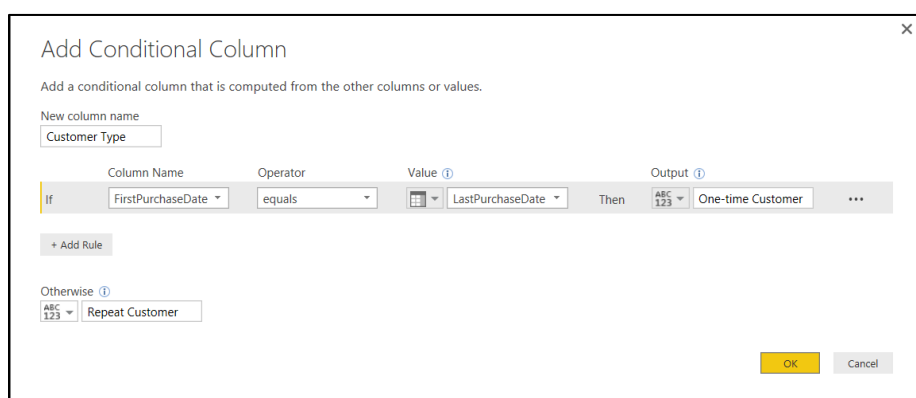 Add Conditional Column
Add a conditional column that is computed from the other columns or values.
New column name
Customer Type
Column Name Operator Value Output
If FirstPurchaseDate equals LastPurchaseDate Then ABC 123 One-time Customer ...
+ Add Rule
Otherwise
ABC 123 Repeat Customer
OK Cancel